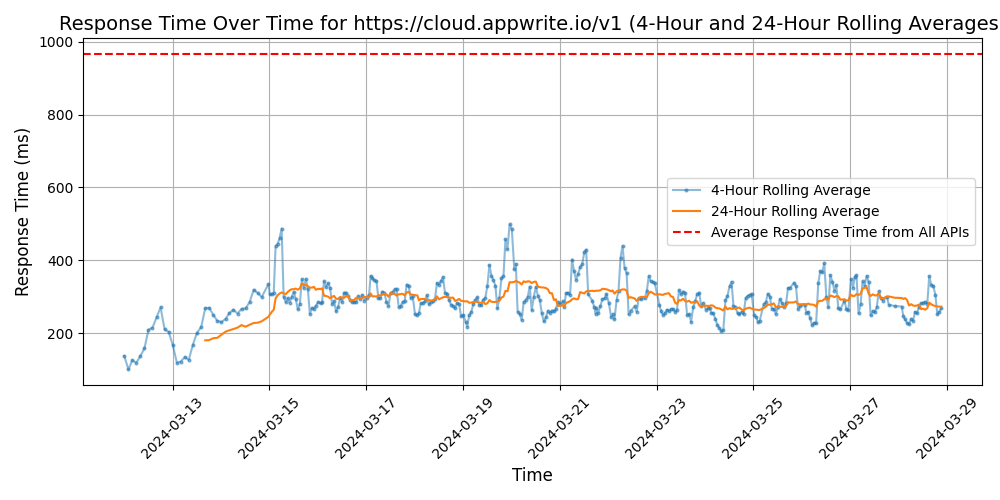 Response Time Over Time for https://cloud.appwrite.io/v1 (4-Hour and 24-Hour Rolling Averages
Response Time (ms)
1000
800
600
400
200
4-Hour Rolling Average
24-Hour Rolling Average
Average Response Time from All APIs
2024-03-13
2024-03-15
2024-03-17
2024-03-19
2024-03-21
2024-03-23
2024-03-25
2024-03-27
2024-03-29
Time